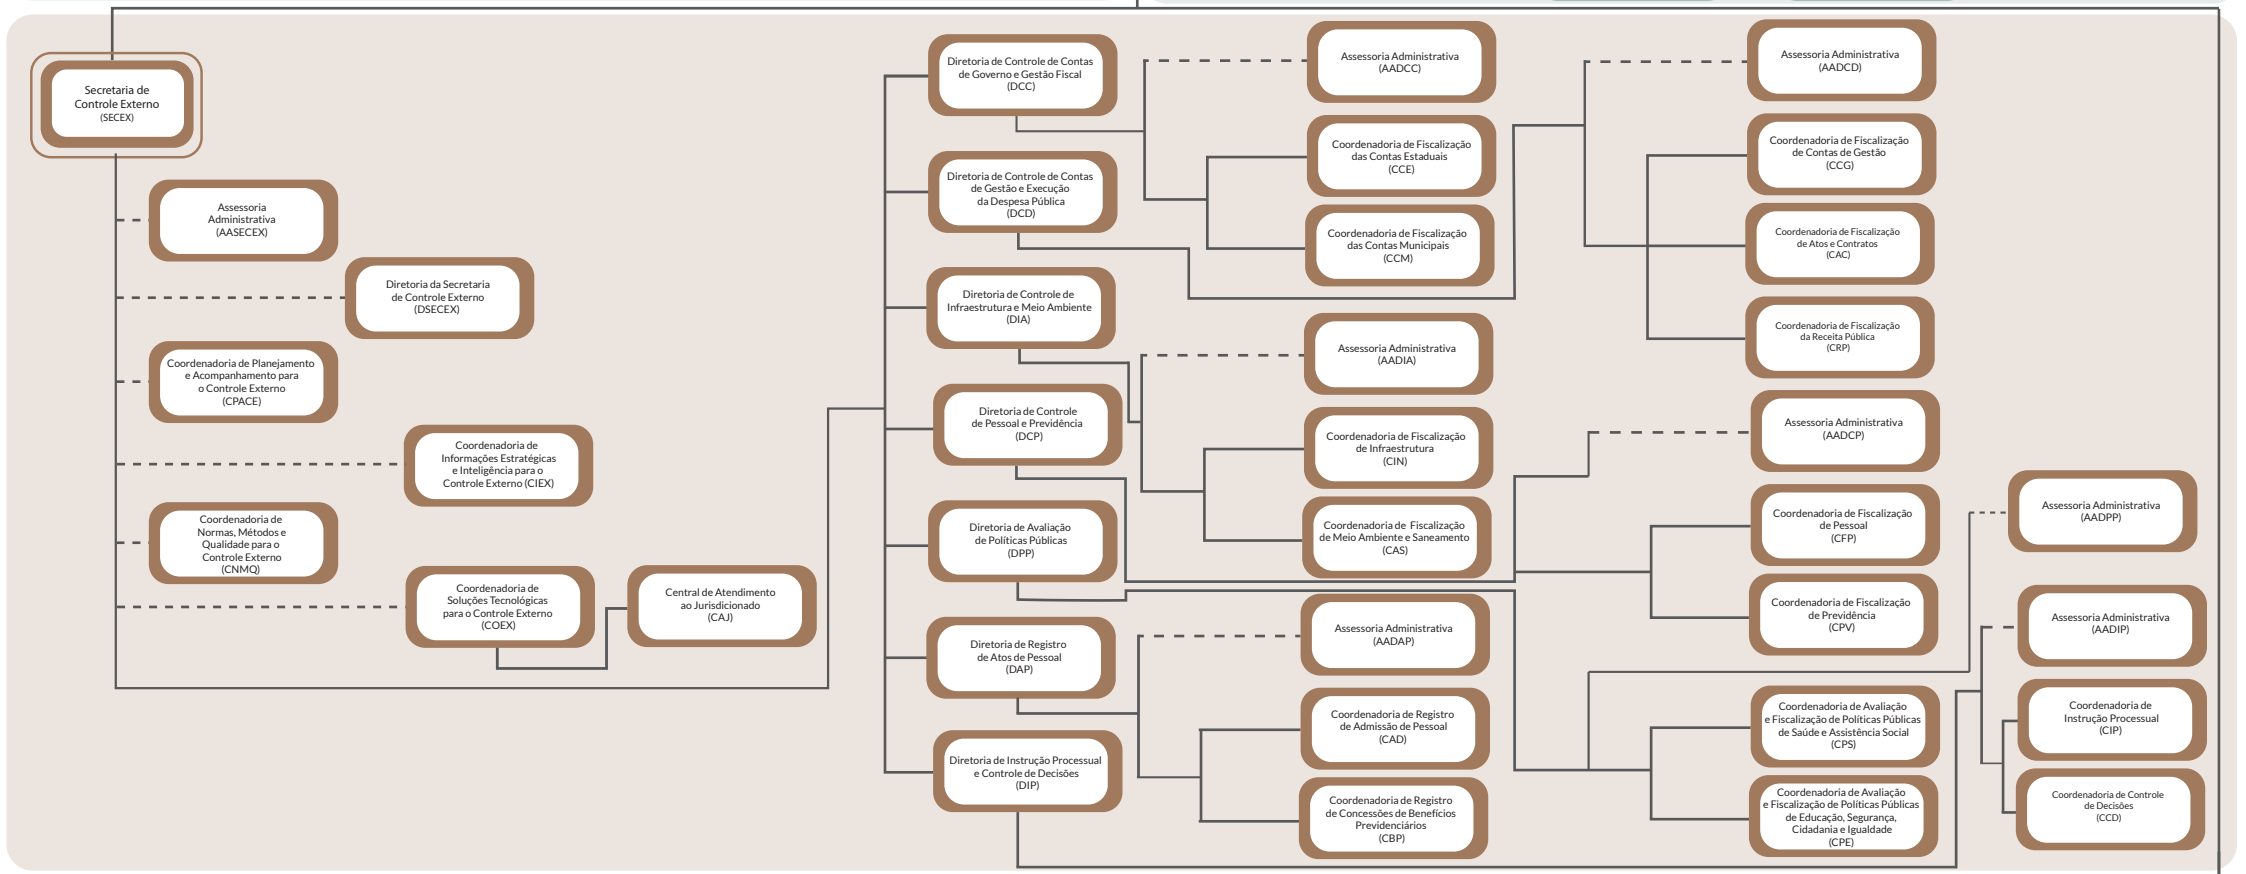 Secretaria de
Controle Externo
(SECEX)
Assessoria
Administrativa
(AASECEX)
Diretoria da Secretaria
de Controle Externo
(DSECEX)
Coordenadoria de Planejamento
e Acompanhamento para
o Controle Externo
(CPACE)
Coordenadoria de
Informações Estratégicas
e Inteligência para o
Controle Externo (CIEX)
Coordenadoria de
Normas, Métodos e
Qualidade para o
Controle Externo
(CNMQ)
Coordenadoria de
Soluções Tecnológicas
para o Controle Externo
(COEX)
Central de Atendimento
ao Jurisdicionado
(CAJ)
Diretoria de Controle de Contas
de Governo e Gestão Fiscal
(DCC)
Diretoria de Controle de Contas
de Gestão e Execução
da Despesa Pública
(DCD)
Diretoria de Controle de
Infraestrutura e Meio Ambiente
(DIA)
Diretoria de Controle
de Pessoal e Previdência
(DCP)
Diretoria de Avaliação
de Políticas Públicas
(DPP)
Diretoria de Registro
de Atos de Pessoal
(DAP)
Diretoria de Instrução Processual
e Controle de Decisões
(DIP)
Assessoria Administrativa
(AADCC)
Coordenadoria de Fiscalização
das Contas Estaduais
(CCE)
Coordenadoria de Fiscalização
das Contas Municipais
(CCM)
Assessoria Administrativa
(AADIA)
Coordenadoria de Fiscalização
de Infraestrutura
(CIN)
Coordenadoria de Fiscalização
de Meio Ambiente e Saneamento
(CAS)
Assessoria Administrativa
(AADAP)
Coordenadoria de Registro
de Admissão de Pessoal
(CAD)
Coordenadoria de Registro
de Concessões de Benefícios
Previdenciários
(CBP)
Assessoria Administrativa
(AADCD)
Coordenadoria de Fiscalização
de Contas de Gestão
(CCG)
Coordenadoria de Fiscalização
de Atos e Contratos
(CAC)
Coordenadoria de Fiscalização
da Receita Pública
(CRP)
Assessoria Administrativa
(AADCP)
Coordenadoria de Fiscalização
de Pessoal
(CFP)
Coordenadoria de Fiscalização
de Previdência
(CPV)
Coordenadoria de Avaliação
e Fiscalização de Políticas Públicas
de Saúde e Assistência Social
(CPS)
Coordenadoria de Avaliação
e Fiscalização de Políticas Públicas
de Educação, Segurança,
Cidadania e Igualdade
(CPE)
Assessoria Administrativa
(AADPP)
Assessoria Administrativa
(AADIP)
Coordenadoria de
Instrução Processual
(CIP)
Coordenadoria de Controle
de Decisões
(CCD)